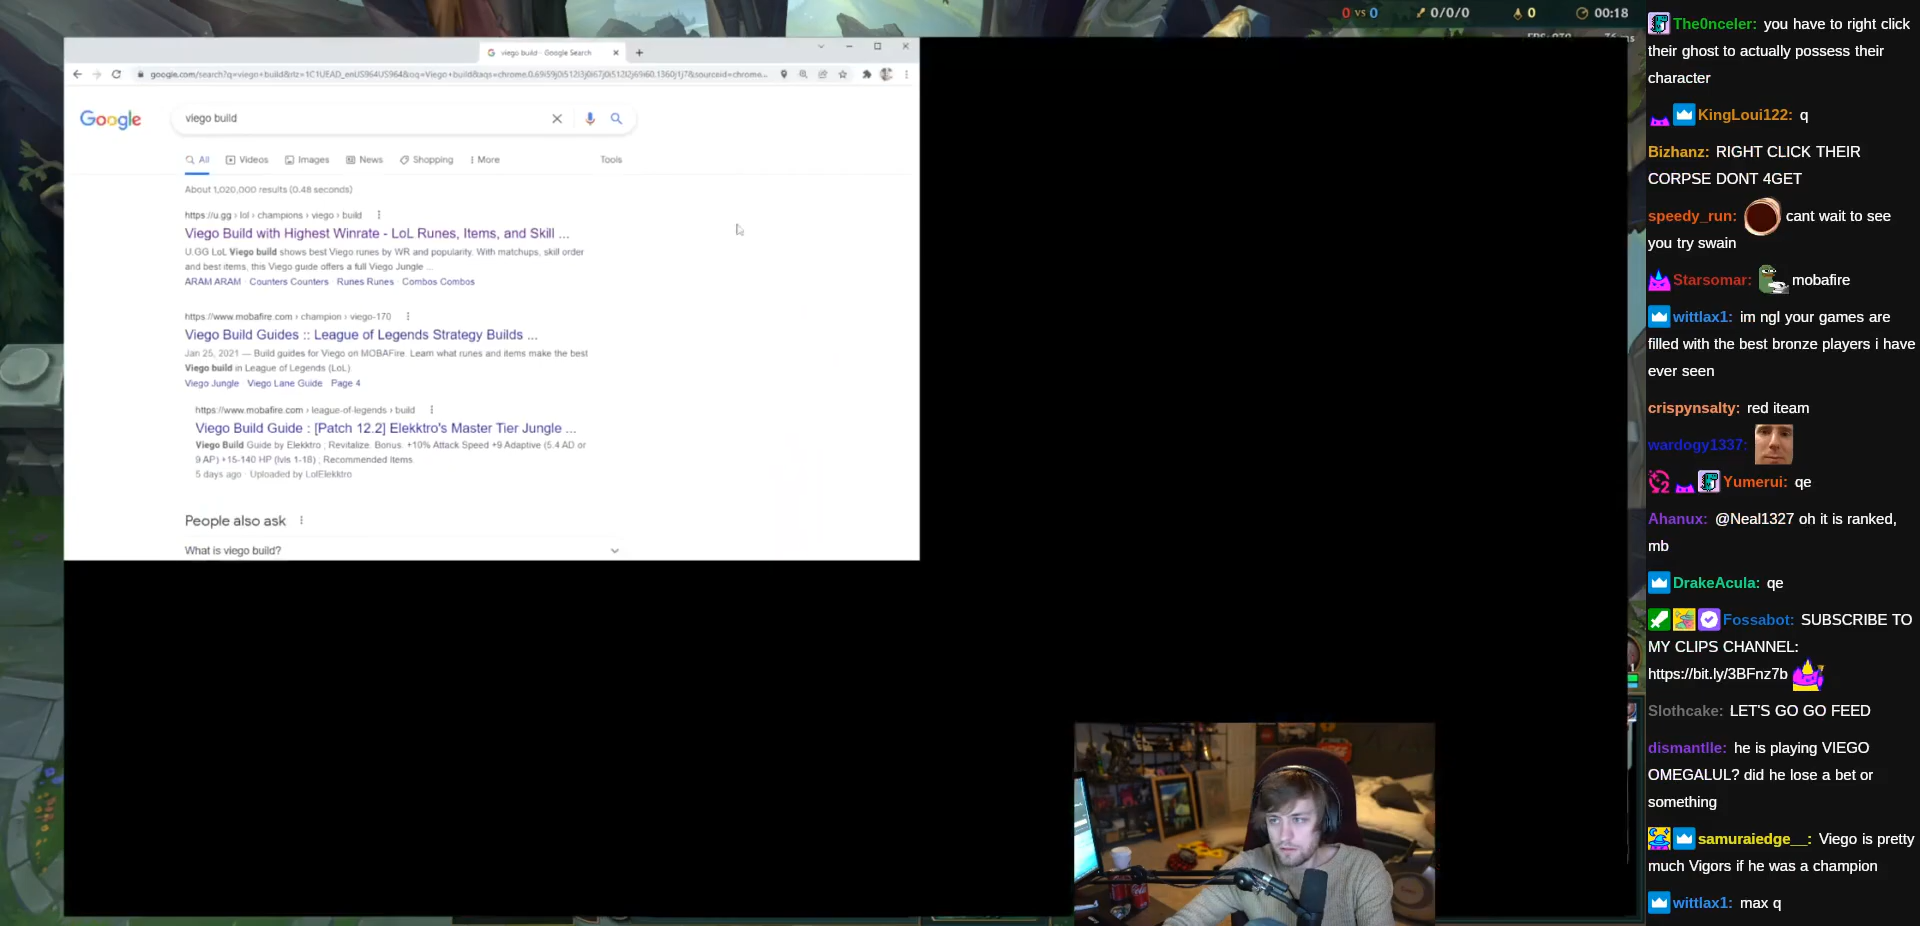 0 vs 0 0/0/0 0 00:18
viego build - Google Search
google.com/search?q=viego+build&rlz=1C1UEAD_enUS964US964&oq=Viego+build&aqs=chrome
Google
viego build
All Videos Images News Shopping More Tools
About 1,020,000 results (0.48 seconds)
https://u.gg › lol › champions › viego › build
Viego Build with Highest Winrate - LoL Runes, Items, and Skill ...
U.GG LoL Viego build shows best Viego runes by WR and popularity. With matchups, skill order
and best items, this Viego guide offers a full Viego Jungle ...
ARAM ARAM Counters Counters Runes Runes Combos Combos
https://www.mobafire.com › champion › viego-170
Viego Build Guides :: League of Legends Strategy Builds ...
Jan 25, 2021 — Build guides for Viego on MOBAFire. Learn what runes and items make the best
Viego build in League of Legends (LoL)
Viego Jungle Viego Lane Guide Page 4
https://www.mobafire.com › league-of-legends › build
Viego Build Guide : [Patch 12.2] Elekktro's Master Tier Jungle ...
Viego Build Guide by Elekktro ; Revitalize. Bonus. +10% Attack Speed +9 Adaptive (5.4 AD or
9 AP) +15-140 HP (lvls 1-18) ; Recommended Items
5 days ago · Uploaded by LolElekktro
People also ask
What is viego build?
The0nceler: you have to right click
their ghost to actually possess their
character
KingLoui122: q
Bizhanz: RIGHT CLICK THEIR
CORPSE DONT 4GET
speedy_run: cant wait to see
you try swain
Starsomar: mobafire
wittlax1: im ngl your games are
filled with the best bronze players i have
ever seen
crispynsalty: red iteam
wardogy1337:
Yumerui: qe
Ahanux: @Neal1327 oh it is ranked,
mb
DrakeAcula: qe
Fossabot: SUBSCRIBE TO
MY CLIPS CHANNEL:
https://bit.ly/3BFnz7b
Slothcake: LET'S GO GO FEED
dismantlle: he is playing VIEGO
OMEGALUL? did he lose a bet or
something
samuraiedge__: Viego is pretty
much Vigors if he was a champion
wittlax1: max q